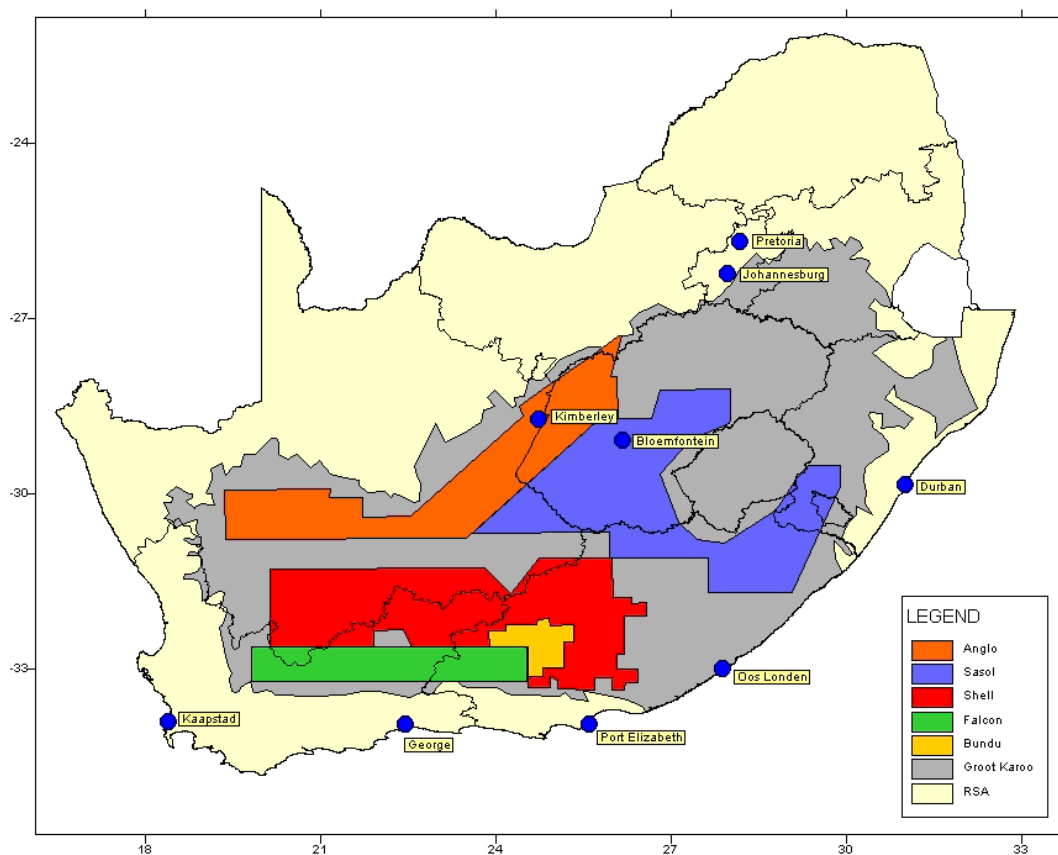 -24
-27
-30
-33
Pretoria
Johannesburg
Kimberley
Bloemfontein
Durban
Oos Londen
Kaapstad
George
Port Elizabeth
LEGEND
Anglo
Sasol
Shell
Falcon
Bundu
Groot Karoo
RSA
18 21 24 27 30 33